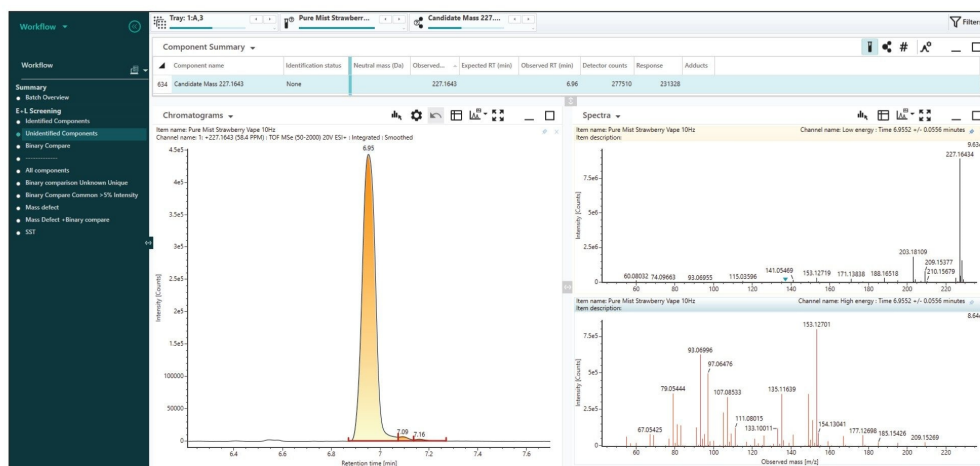 Workflow
Workflow
Summary
Batch Overview
E+L Screening
Identified Components
Unidentified Components
Binary Compare
--------------
All components
Binary comparison Unknown Unique
Binary Compare Common >5% Intensity
Mass defect
Mass Defect +Binary compare
SST
Tray: 1:A,3
Pure Mist Strawberr...
Candidate Mass 227....
Filter
Component Summary
Component name Identification status Neutral mass (Da) Observed... Expected RT (min) Observed RT (min) Detector counts Response Adducts
634 Candidate Mass 227.1643 None 227.1643 6.96 277510 231328
Chromatograms
Item name: Pure Mist Strawberry Vape 10Hz
Channel name: 1: +227.1643 (58.4 PPM) : TOF MSe (50-2000) 20V ESI+ : Integrated : Smoothed
4.5e5
4e5
3.5e5
3e5
2.5e5
2e5
1.5e5
100000
50000
0
Intensity [Counts]
6.95
7.09
7.16
6.4 6.6 6.8 7 7.2 7.4 7.6
Retention time [min]
Spectra
Item name: Pure Mist Strawberry Vape 10Hz Channel name: Low energy : Time 6.9552 +/- 0.0556 minutes
Item description:
7.5e6
5e6
2.5e6
0
Intensity [Counts]
227.16434
203.18109
209.15377
210.15679
60.08032 74.09663 93.06955 115.03596 141.05469 153.12719 171.13838 188.16518
60 80 100 120 140 160 180 200 220
Item name: Pure Mist Strawberry Vape 10Hz Channel name: High energy : Time 6.9552 +/- 0.0556 minutes
Item description:
7.5e5
5e5
2.5e5
0
Intensity [Counts]
153.12701
93.06996
97.06476
79.05444
107.08533
135.11639
111.08015
67.05425
133.10011
154.13041
177.12698
185.15426
209.15269
60 80 100 120 140 160 180 200 220
Observed mass [m/z]